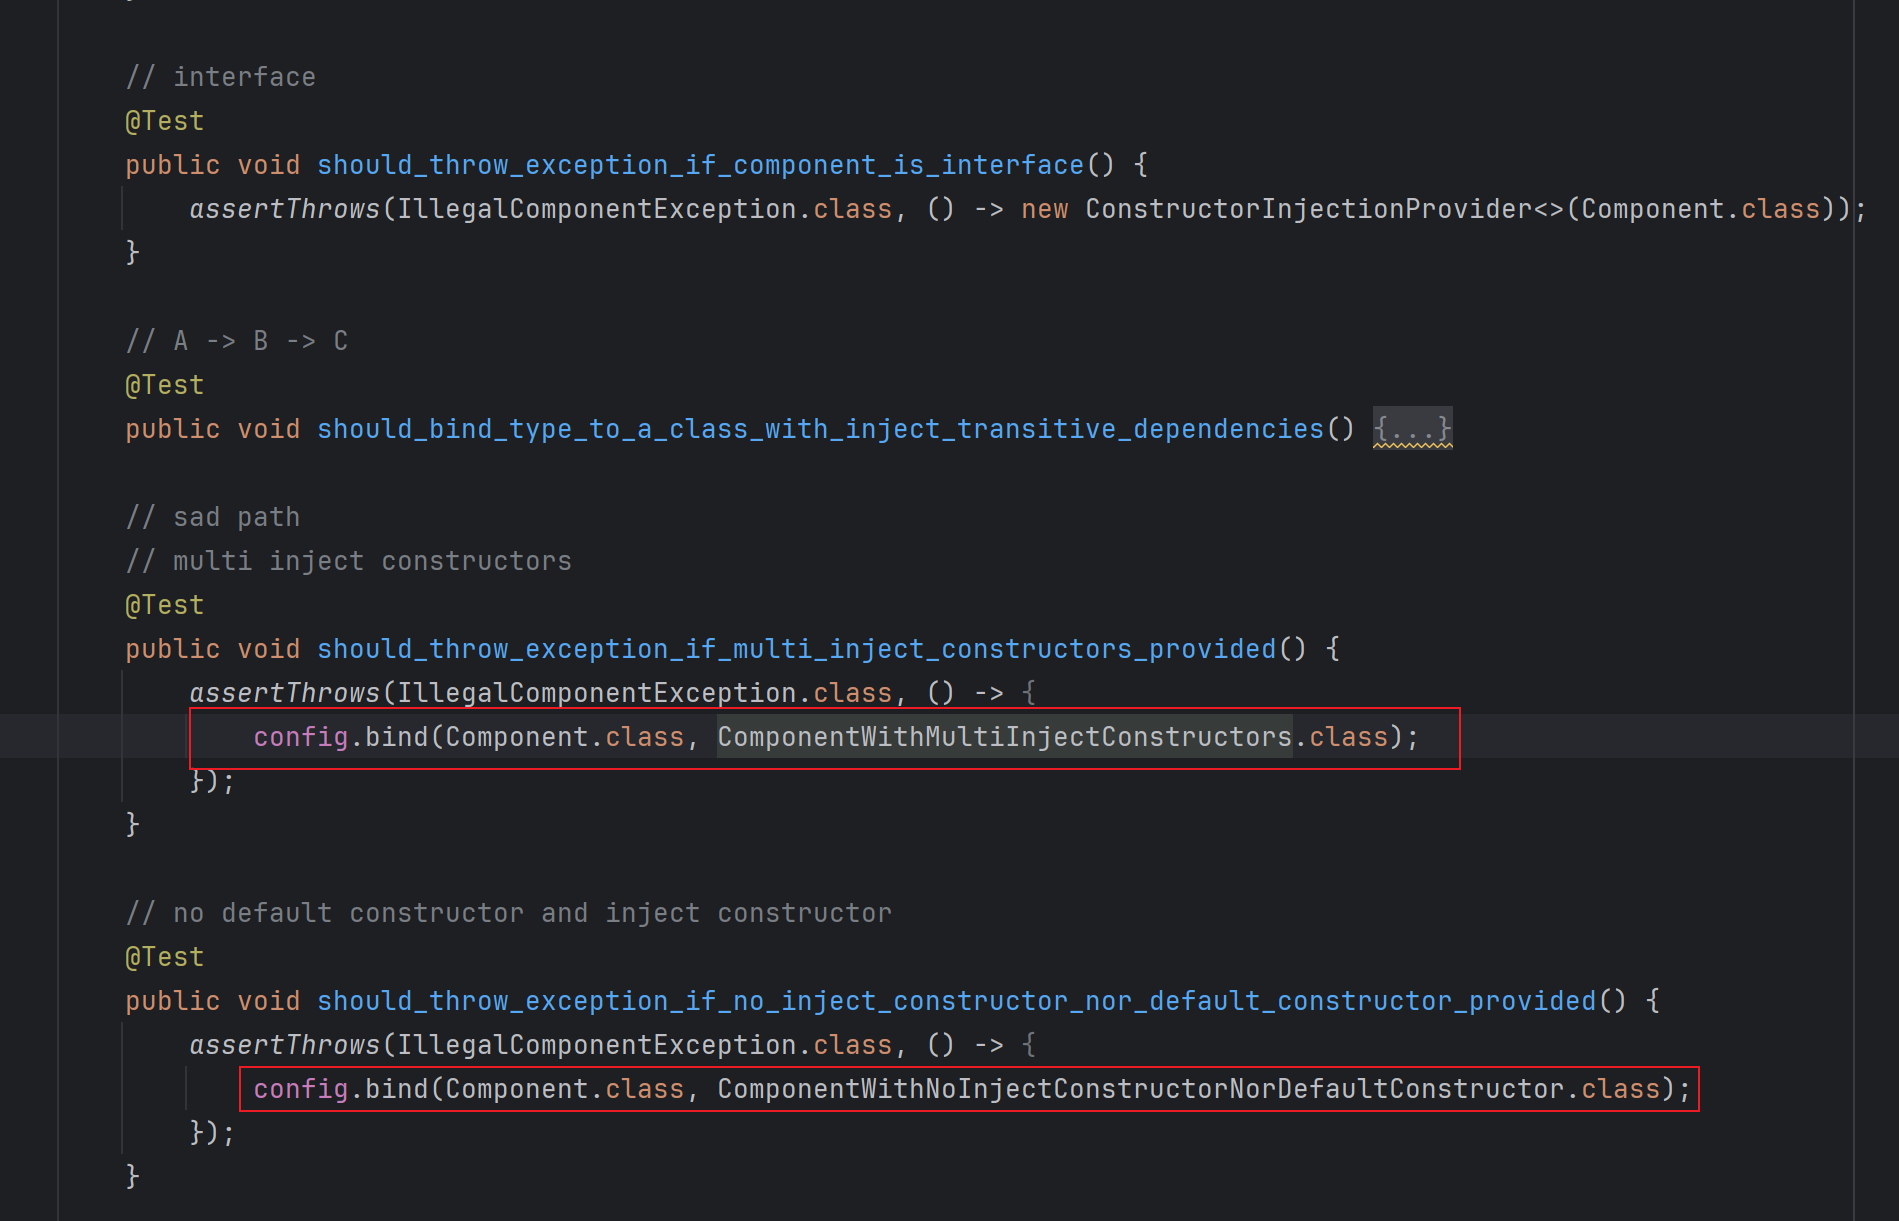 // interface
@Test
public void should_throw_exception_if_component_is_interface() {
assertThrows(IllegalComponentException.class, () -> new ConstructorInjectionProvider<>(Component.class));
}
// A -> B -> C
@Test
public void should_bind_type_to_a_class_with_inject_transitive_dependencies() {...}
// sad path
// multi inject constructors
@Test
public void should_throw_exception_if_multi_inject_constructors_provided() {
assertThrows(IllegalComponentException.class, () -> {
config.bind(Component.class, ComponentWithMultiInjectConstructors.class);
});
}
// no default constructor and inject constructor
@Test
public void should_throw_exception_if_no_inject_constructor_nor_default_constructor_provided() {
assertThrows(IllegalComponentException.class, () -> {
config.bind(Component.class, ComponentWithNoInjectConstructorNorDefaultConstructor.class);
});
}